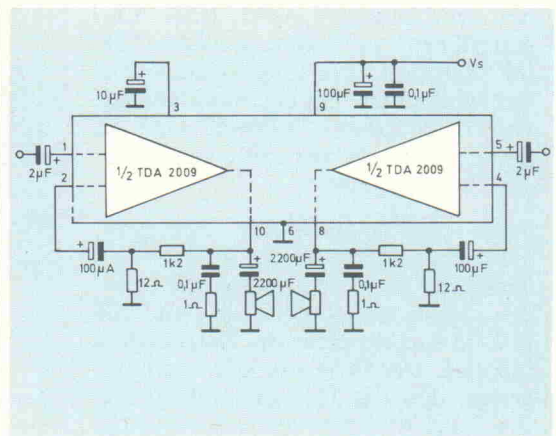 Vs
10µF
+
3
9
100µF
+
0,1µF
2µF
+
1
2
½ TDA 2009
½ TDA 2009
5
+
4
2µF
10
6
8
+
100µA
1k2
+
2200µF
+
1k2
100µF
+
12Ω
0,1µF
2200µF
0,1µF
12Ω
1Ω
1Ω